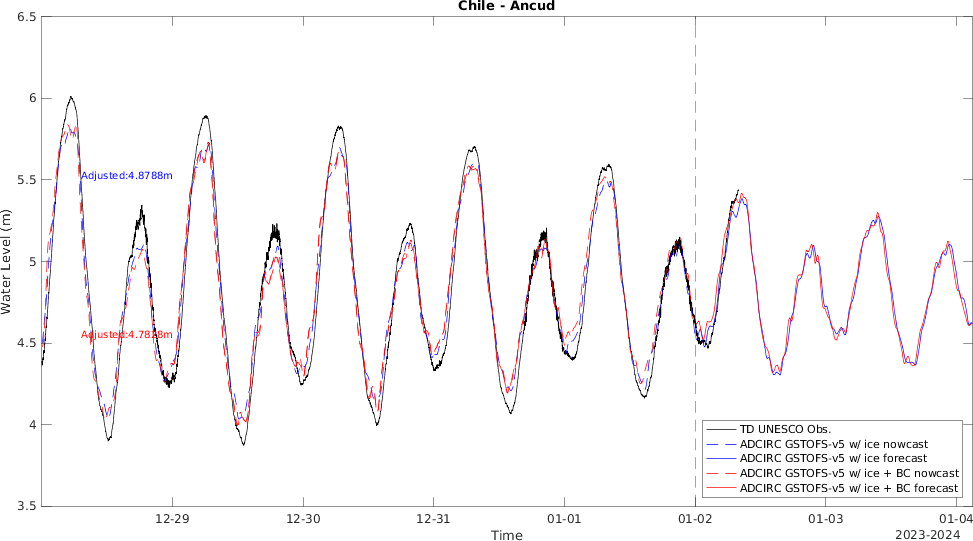 Chile - Ancud
6.5
6
5.5
5
4.5
4
3.5
Water Level (m)
Adjusted:4.8788m
Adjusted:4.7828m
TD UNESCO Obs.
ADCIRC GSTOFS-v5 w/ ice nowcast
ADCIRC GSTOFS-v5 w/ ice forecast
ADCIRC GSTOFS-v5 w/ ice + BC nowcast
ADCIRC GSTOFS-v5 w/ ice + BC forecast
12-29 12-30 12-31 01-01 01-02 01-03 01-04
Time
2023-2024